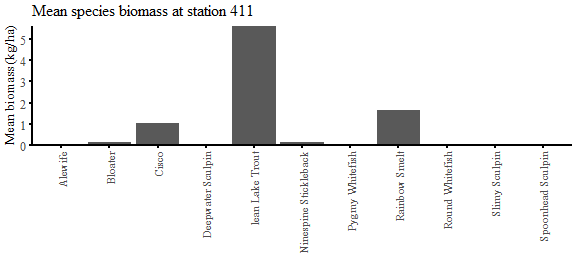 Mean species biomass at station 411
Mean biomass (kg/ha)
5
4
3
2
1
0
Alewife
Bloater
Cisco
Deepwater Sculpin
lean Lake Trout
Ninespine Stickleback
Pygmy Whitefish
Rainbow Smelt
Round Whitefish
Slimy Sculpin
Spoonhead Sculpin